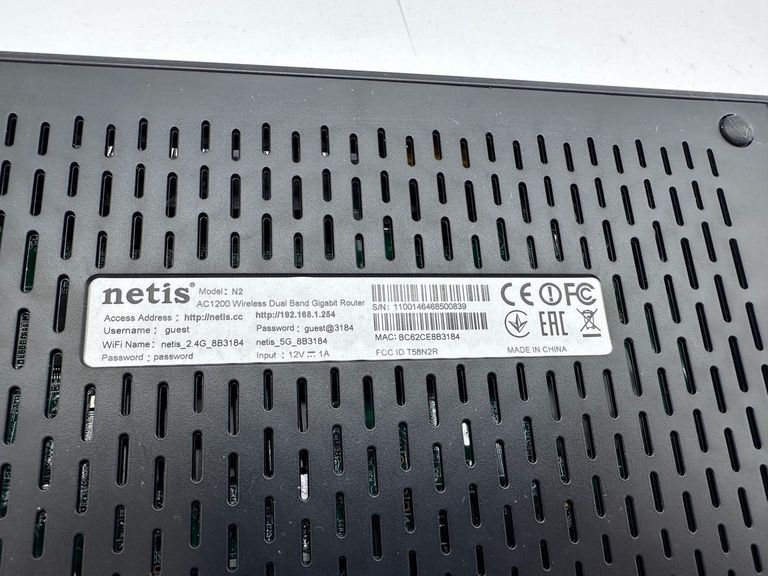 netis® Model: N2
AC1200 Wireless Dual Band Gigabit Router
Access Address : http://netis.cc http://192.168.1.254
Username : guest Password : guest@3184
WiFi Name : netis_2.4G_8B3184 netis_5G_8B3184
Password : password Input : 12V 1A
S/N: 1100146468500839
MAC: BC62CE8B3184
FCC ID T58N2R
CE FC
EAC
MADE IN CHINA